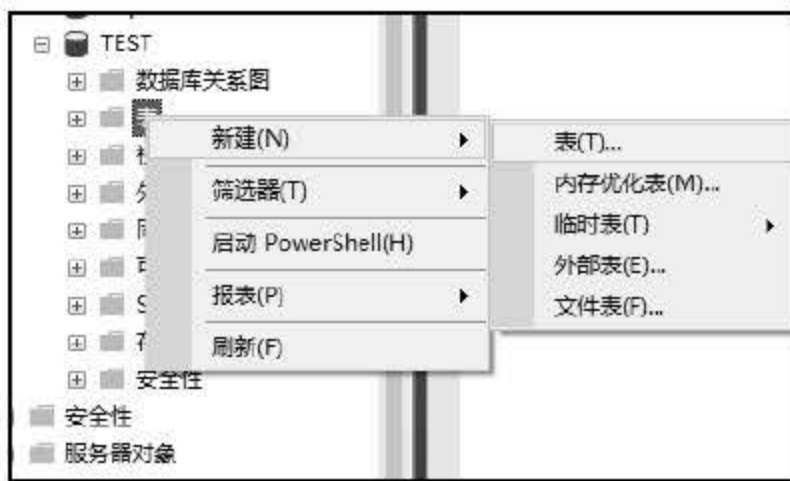 TEST
数据库关系图
新建(N)
表(T)...
筛选器(T)
内存优化表(M)...
启动 PowerShell(H)
临时表(T)
外部表(E)...
报表(P)
文件表(F)...
刷新(F)
安全性
安全性
服务器对象